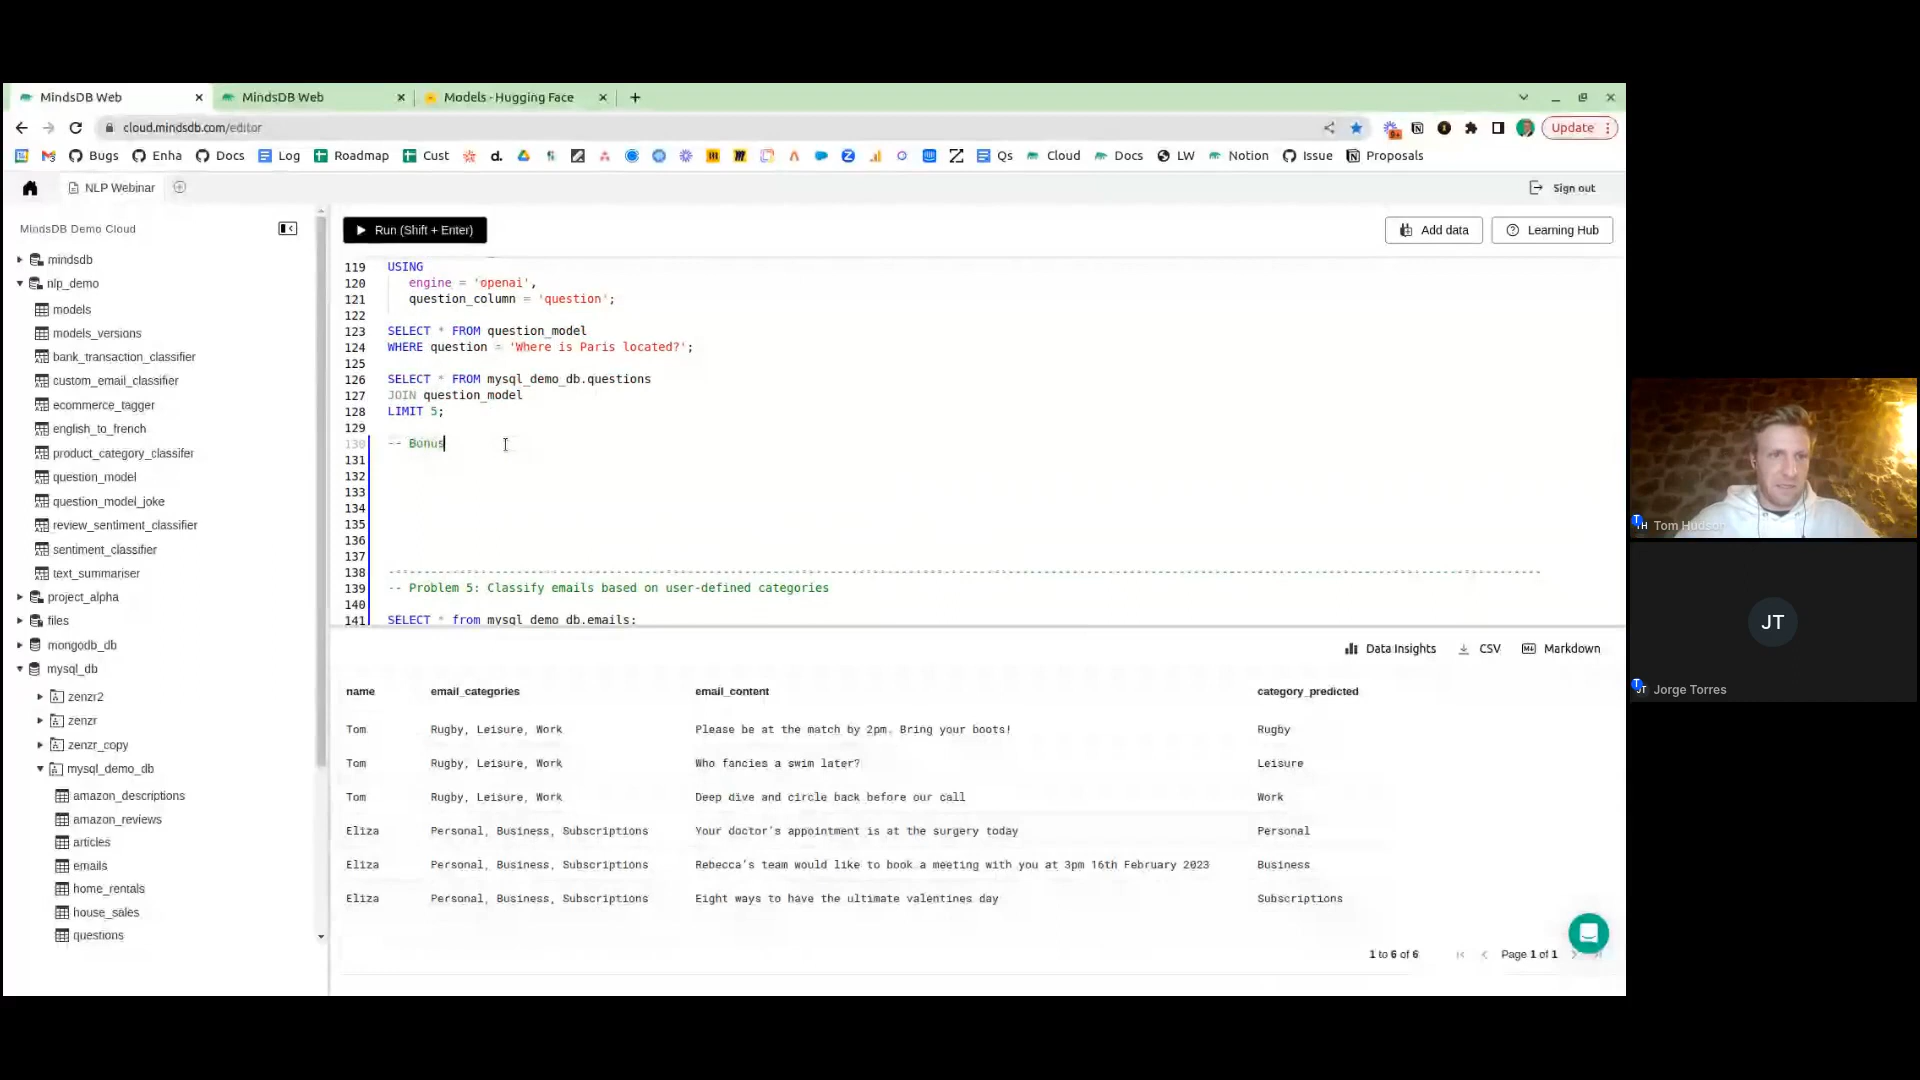 MindsDB Web
MindsDB Web
Models - Hugging Face
cloud.mindsdb.com/editor
9+
Update
Bugs
Enha
Docs
Log
Roadmap
Cust
d.
Qs
Cloud
Docs
LW
Notion
Issue
Proposals
NLP Webinar
Sign out
MindsDB Demo Cloud
Run (Shift + Enter)
Add data
Learning Hub
mindsdb
nlp_demo
models
models_versions
bank_transaction_classifier
custom_email_classifier
ecommerce_tagger
english_to_french
product_category_classifer
question_model
question_model_joke
review_sentiment_classifier
sentiment_classifier
text_summariser
project_alpha
files
mongodb_db
mysql_db
zenzr2
zenzr
zenzr_copy
mysql_demo_db
amazon_descriptions
amazon_reviews
articles
emails
home_rentals
house_sales
questions
119 USING
120 engine = 'openai',
121 question_column = 'question';
122
123 SELECT * FROM question_model
124 WHERE question = 'Where is Paris located?';
125
126 SELECT * FROM mysql_demo_db.questions
127 JOIN question_model
128 LIMIT 5;
129
130 -- Bonus
131
132
133
134
135
136
137
138 --------------------------------------------------
139 -- Problem 5: Classify emails based on user-defined categories
140
141 SELECT * from mysql_demo_db.emails;
Data Insights
CSV
Markdown
name email_categories email_content category_predicted
Tom Rugby, Leisure, Work Please be at the match by 2pm. Bring your boots! Rugby
Tom Rugby, Leisure, Work Who fancies a swim later? Leisure
Tom Rugby, Leisure, Work Deep dive and circle back before our call Work
Eliza Personal, Business, Subscriptions Your doctor's appointment is at the surgery today Personal
Eliza Personal, Business, Subscriptions Rebecca's team would like to book a meeting with you at 3pm 16th February 2023 Business
Eliza Personal, Business, Subscriptions Eight ways to have the ultimate valentines day Subscriptions
1 to 6 of 6
Page 1 of 1
TH Tom Hudson
JT
JT Jorge Torres